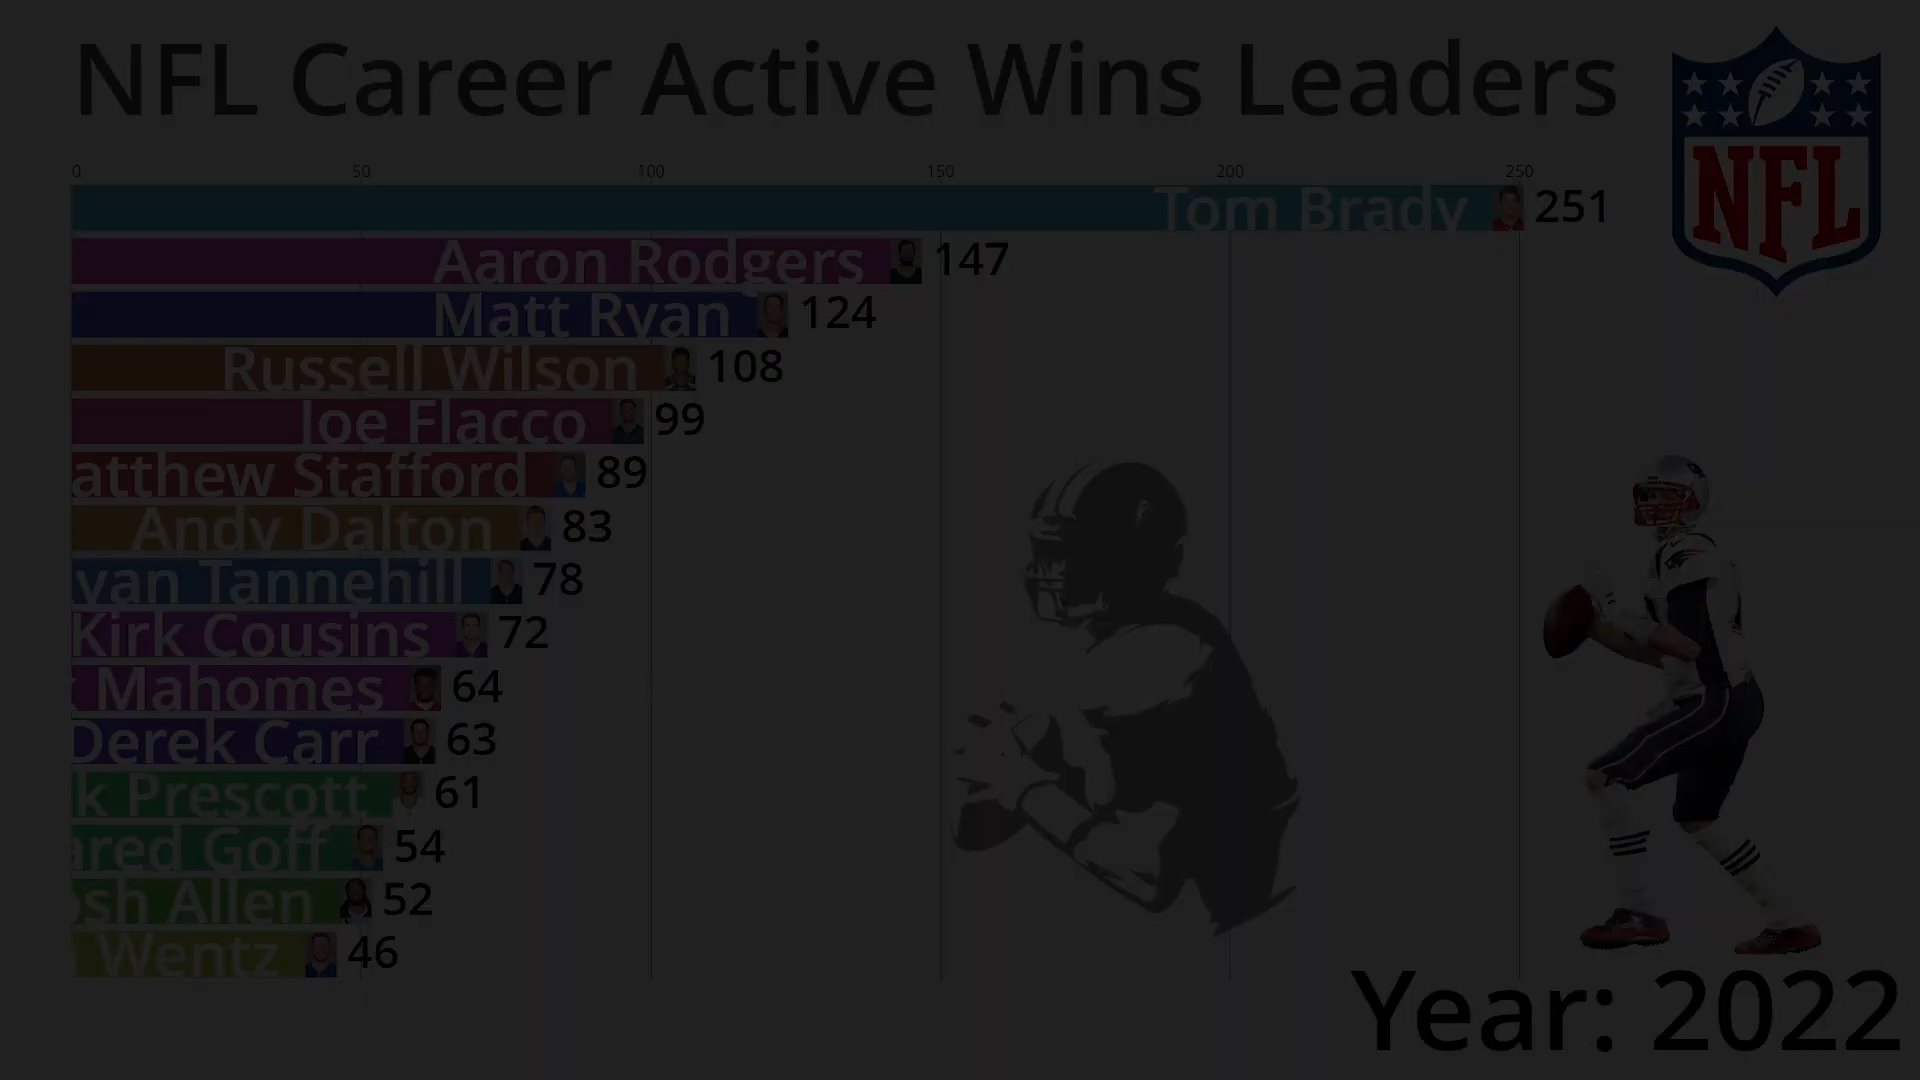 NFL Career Active Wins Leaders
NFL
0 50 100 150 200 250
Tom Brady 251
Aaron Rodgers 147
Matt Ryan 124
Russell Wilson 108
Joe Flacco 99
atthew Stafford 89
Andy Dalton 83
yan Tannehill 78
Kirk Cousins 72
k Mahomes 64
Derek Carr 63
k Prescott 61
ared Goff 54
osh Allen 52
Wentz 46
Year: 2022